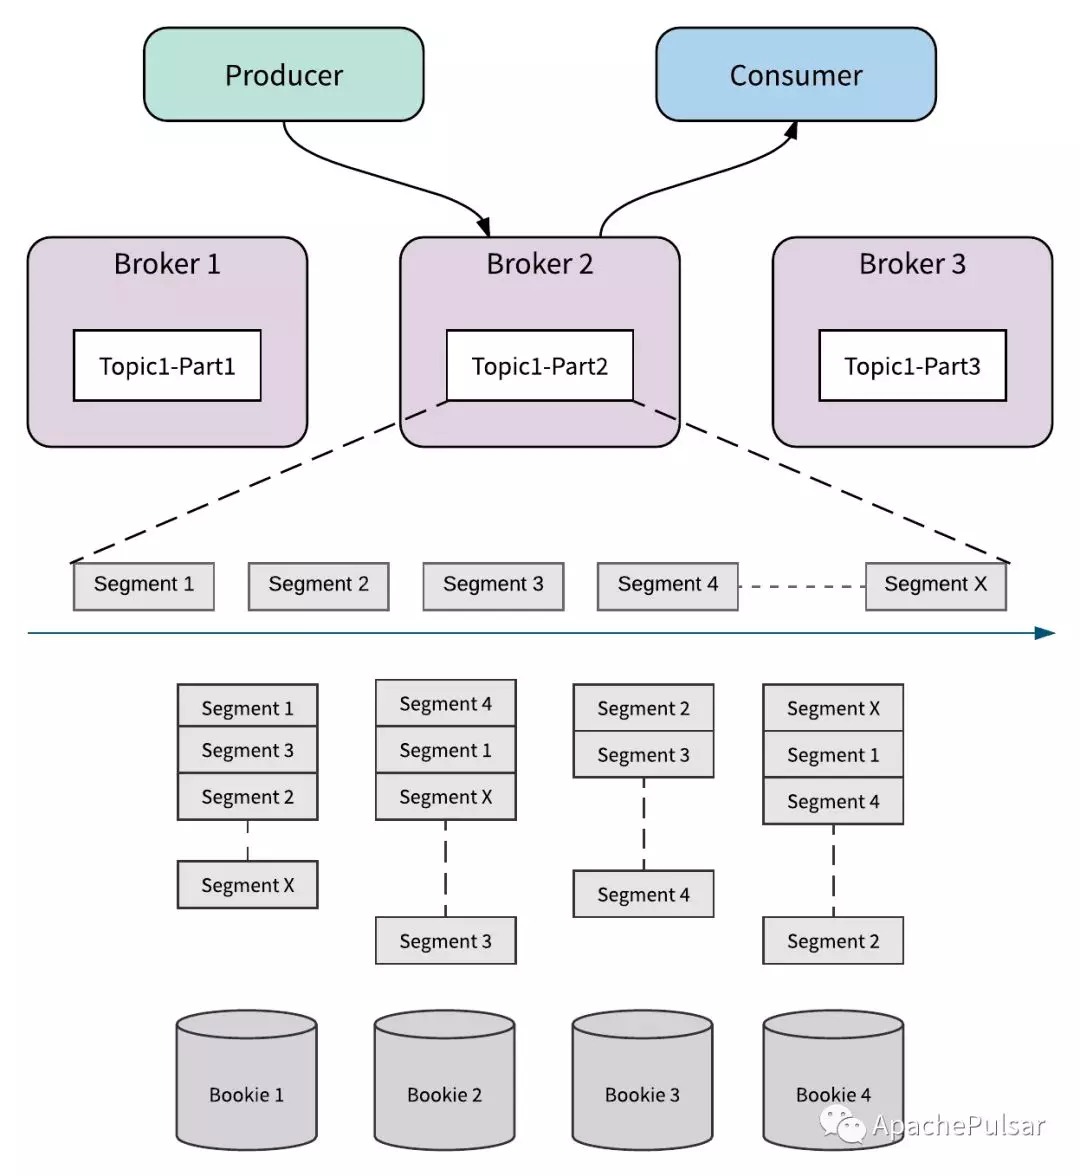 Producer
Consumer
Broker 1
Broker 2
Broker 3
Topic1-Part1
Topic1-Part2
Topic1-Part3
Segment 1
Segment 2
Segment 3
Segment 4
Segment X
Segment 1
Segment 3
Segment 2
Segment X
Segment 4
Segment 1
Segment X
Segment 3
Segment 2
Segment 3
Segment 4
Segment X
Segment 1
Segment 4
Segment 2
Bookie 1
Bookie 2
Bookie 3
Bookie 4
ApachePulsar